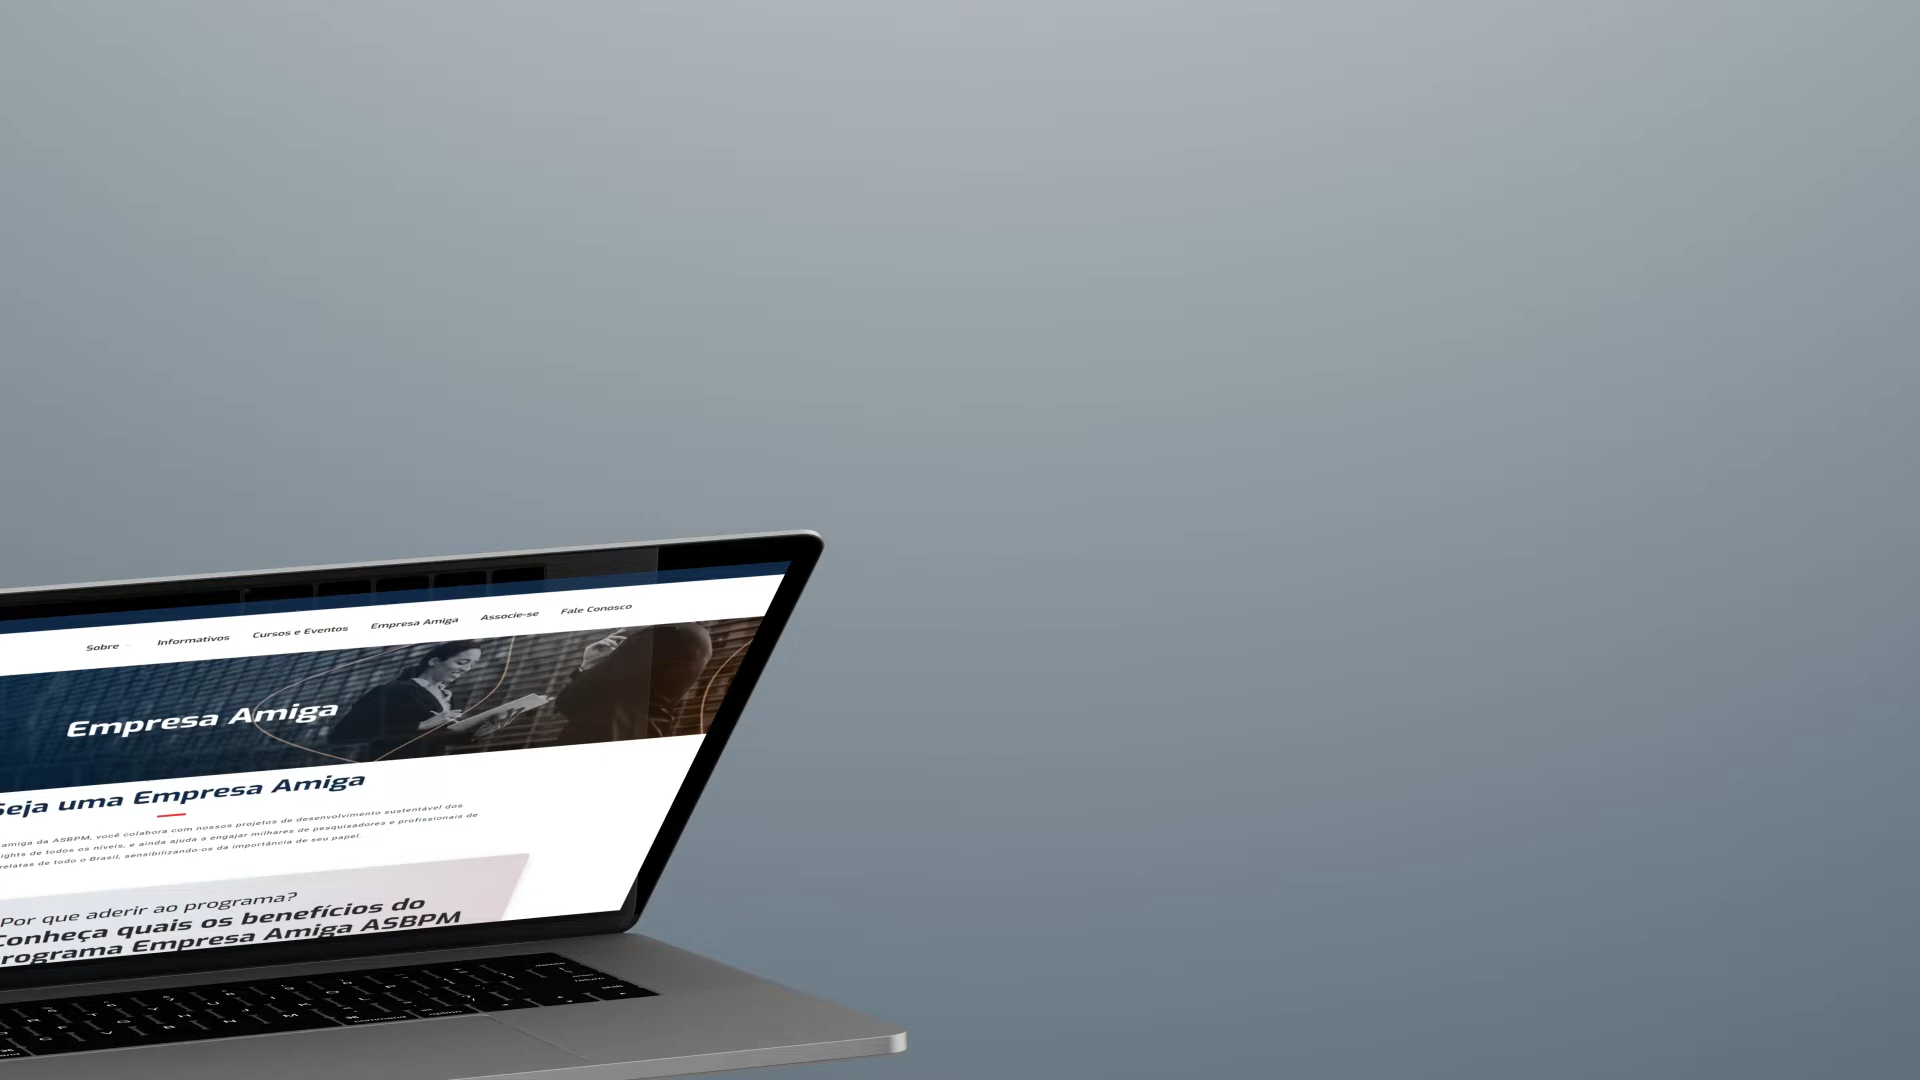 Sobre
Informativos
Cursos e Eventos
Empresa Amiga
Associe-se
Fale Conosco
Empresa Amiga
Seja uma Empresa Amiga
amiga da ASBPM, você colabora com nossos projetos de desenvolvimento sustentável dos
de todos os níveis, e ainda ajuda a engajar milhares de pesquisadores e profissionais de
de todo o Brasil, sensibilizando-os da importância de seu papel.
Por que aderir ao programa?
Conheça quais os benefícios do
rograma Empresa Amiga ASBPM
command
option